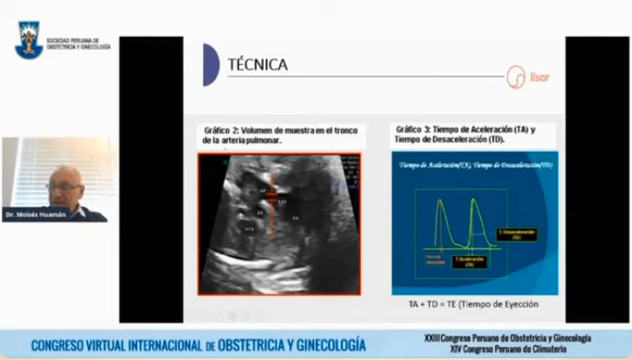 SOCIEDAD PERUANA DE
OBSTETRICIA Y GINECOLOGÍA
TÉCNICA
lisar
Gráfico 2: Volumen de muestra en el tronco
de la arteria pulmonar.
Gráfico 3: Tiempo de Aceleración (TA) y
Tiempo de Desaceleración (TD).
Tiempo de Aceleración(TA), Tiempo de Desaceleración(TD)
T. Desaceleración
(TD)
T. Aceleración
(TA)
TA + TD = TE (Tiempo de Eyección
Dr. Moisés Huamán
CONGRESO VIRTUAL INTERNACIONAL DE OBSTETRICIA Y GINECOLOGÍA
XXIII Congreso Peruano de Obstetricia y Ginecología
XIV Congreso Peruano de Climaterio